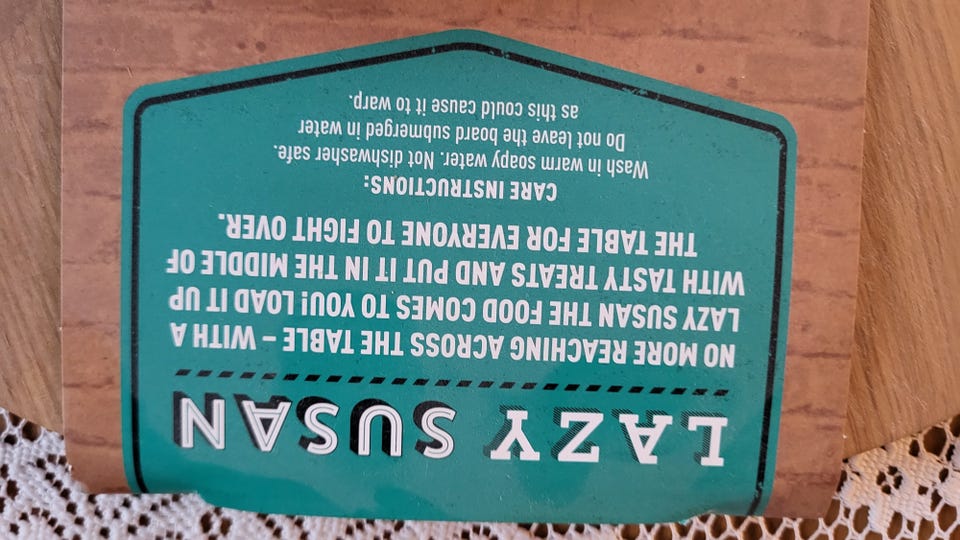 LAZY SUSAN
NO MORE REACHING ACROSS THE TABLE – WITH A
LAZY SUSAN THE FOOD COMES TO YOU! LOAD IT UP
WITH TASTY TREATS AND PUT IT IN THE MIDDLE OF
THE TABLE FOR EVERYONE TO FIGHT OVER.
CARE INSTRUCTIONS:
Wash in warm soapy water. Not dishwasher safe.
Do not leave the board submerged in water
as this could cause it to warp.